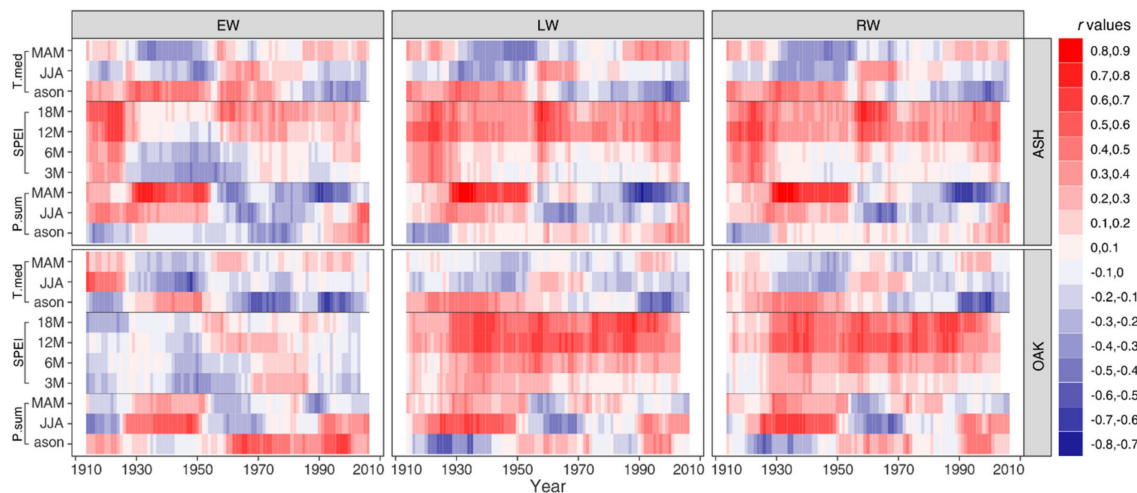 EW LW RW
r values
T.med
MAM
JJA
ason
SPEI
18M
12M
6M
3M
P.sum
MAM
JJA
ason
ASH
T.med
MAM
JJA
ason
SPEI
18M
12M
6M
3M
P.sum
MAM
JJA
ason
OAK
0.8,0.9
0.7,0.8
0.6,0.7
0.5,0.6
0.4,0.5
0.3,0.4
0.2,0.3
0.1,0.2
0,0.1
-0.1,0
-0.2,-0.1
-0.3,-0.2
-0.4,-0.3
-0.5,-0.4
-0.6,-0.5
-0.7,-0.6
-0.8,-0.7
1910 1930 1950 1970 1990 2010 1910 1930 1950 1970 1990 2010 1910 1930 1950 1970 1990 2010
Year